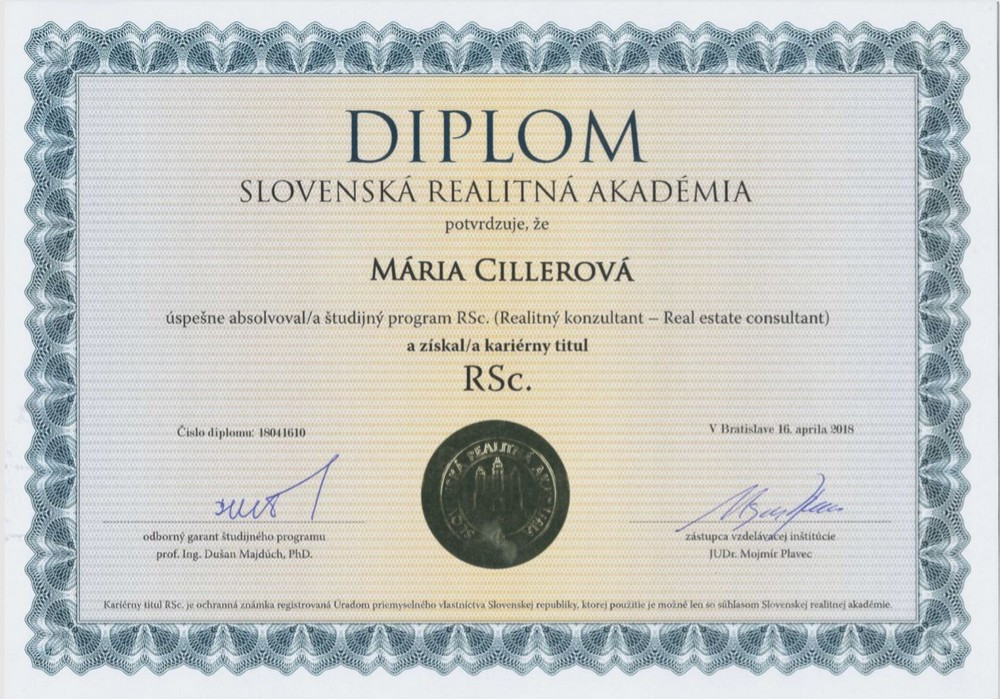 DIPLOM
SLOVENSKÁ REALITNÁ AKADÉMIA
potvrdzuje, že
MÁRIA CILLEROVÁ
úspešne absolvoval/a študijný program RSc. (Realitný konzultant – Real estate consultant)
a získal/a kariérny titul
RSc.
Číslo diplomu: 18041610
V Bratislave 16. apríla 2018
SLOVENSKÁ REALITNÁ AKADÉMIA
odborný garant študijného programu
prof. Ing. Dušan Majdúch, PhD.
zástupca vzdelávacej inštitúcie
JUDr. Mojmír Plavec
Kariérny titul RSc. je ochranná známka registrovaná Úradom priemyselného vlastníctva Slovenskej republiky, ktorej použitie je možné len so súhlasom Slovenskej realitnej akadémie.